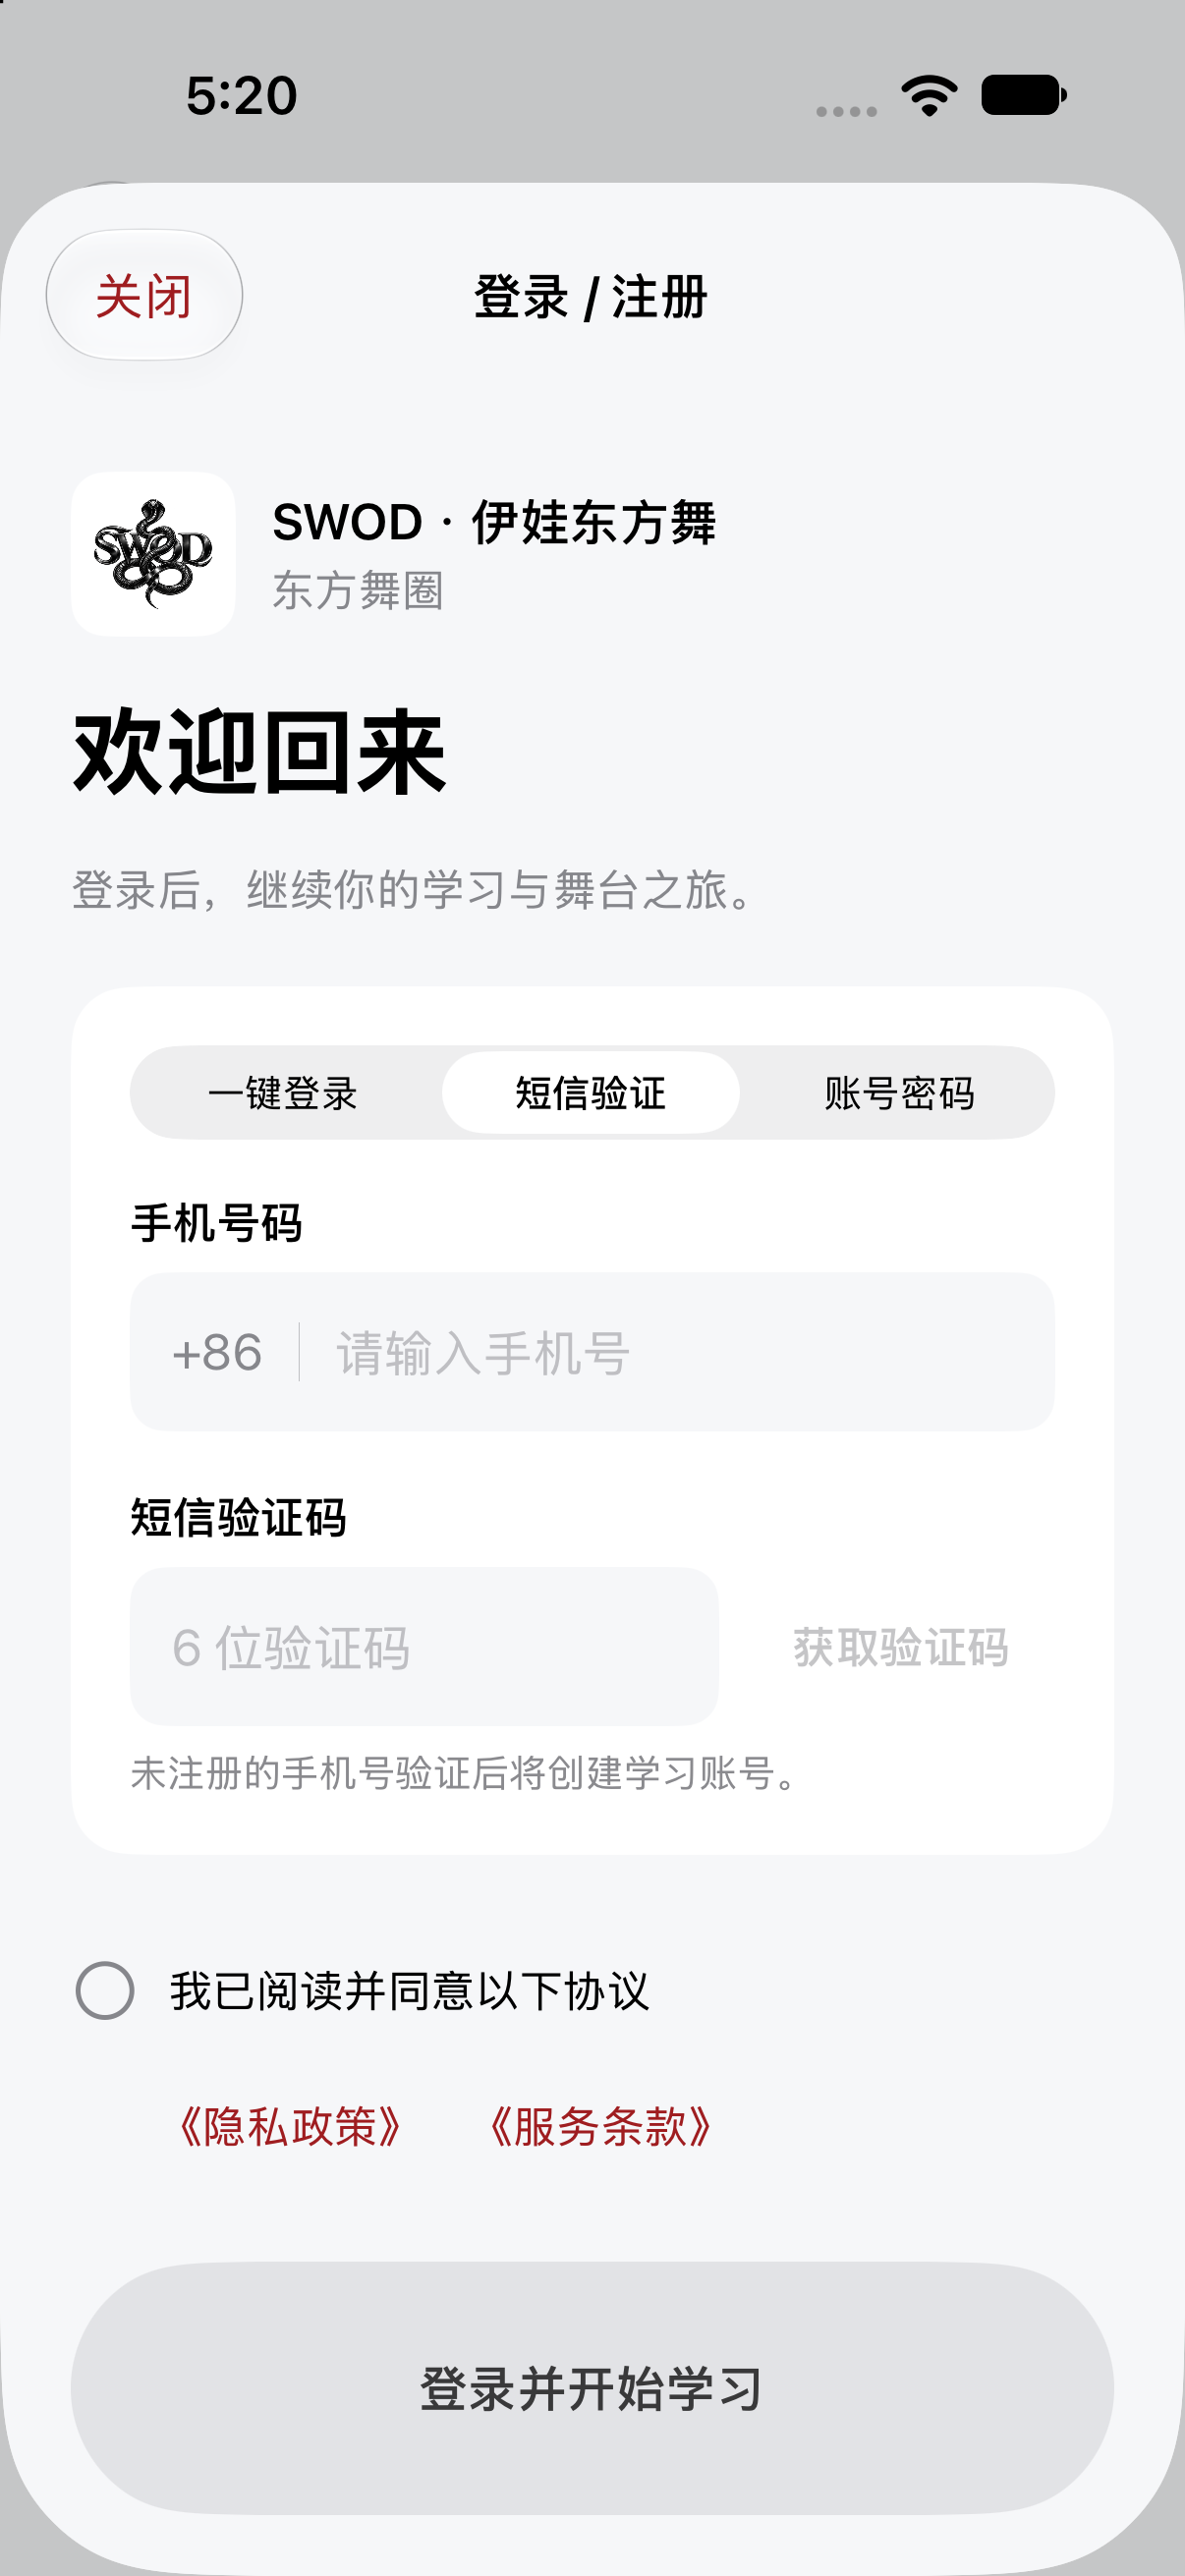 5:20
关闭
登录 / 注册
SWOD
SWOD · 伊娃东方舞
东方舞圈
欢迎回来
登录后，继续你的学习与舞台之旅。
一键登录
短信验证
账号密码
手机号码
+86
请输入手机号
短信验证码
6 位验证码
获取验证码
未注册的手机号验证后将创建学习账号。
我已阅读并同意以下协议
《隐私政策》
《服务条款》
登录并开始学习